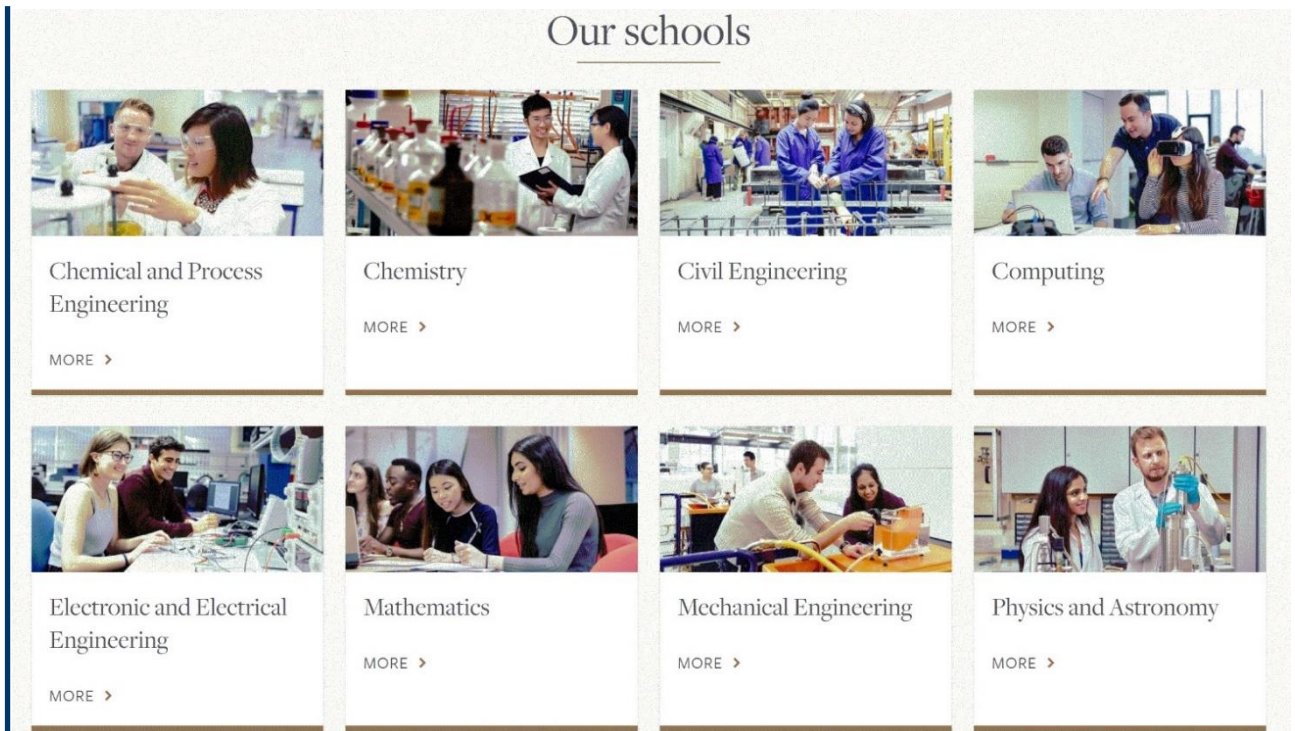 Our schools
Chemical and Process
Engineering
MORE >
Chemistry
MORE >
Civil Engineering
MORE >
Computing
MORE >
Electronic and Electrical
Engineering
MORE >
Mathematics
MORE >
Mechanical Engineering
MORE >
Physics and Astronomy
MORE >